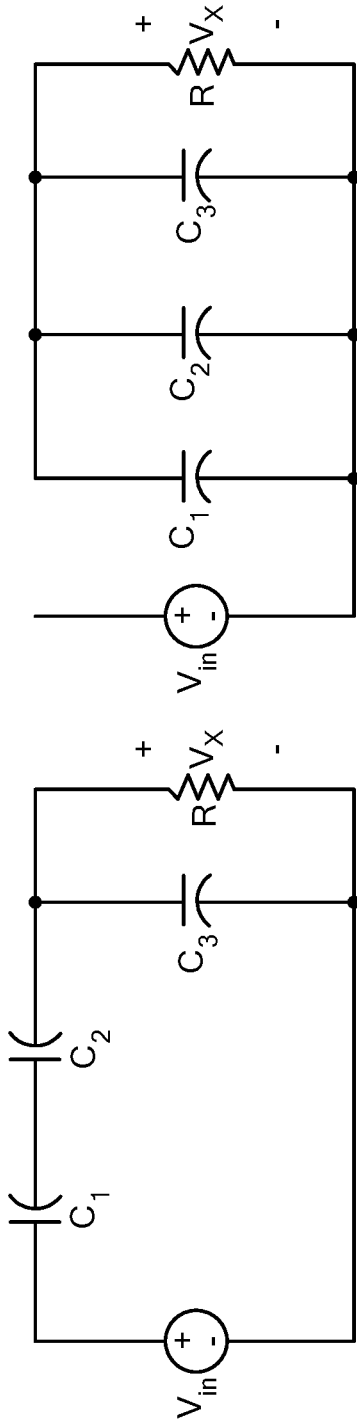 V_in
+
-
C_1
C_2
C_3
R
+
V_X
-
V_in
+
-
C_1
C_2
C_3
R
+
V_X
-